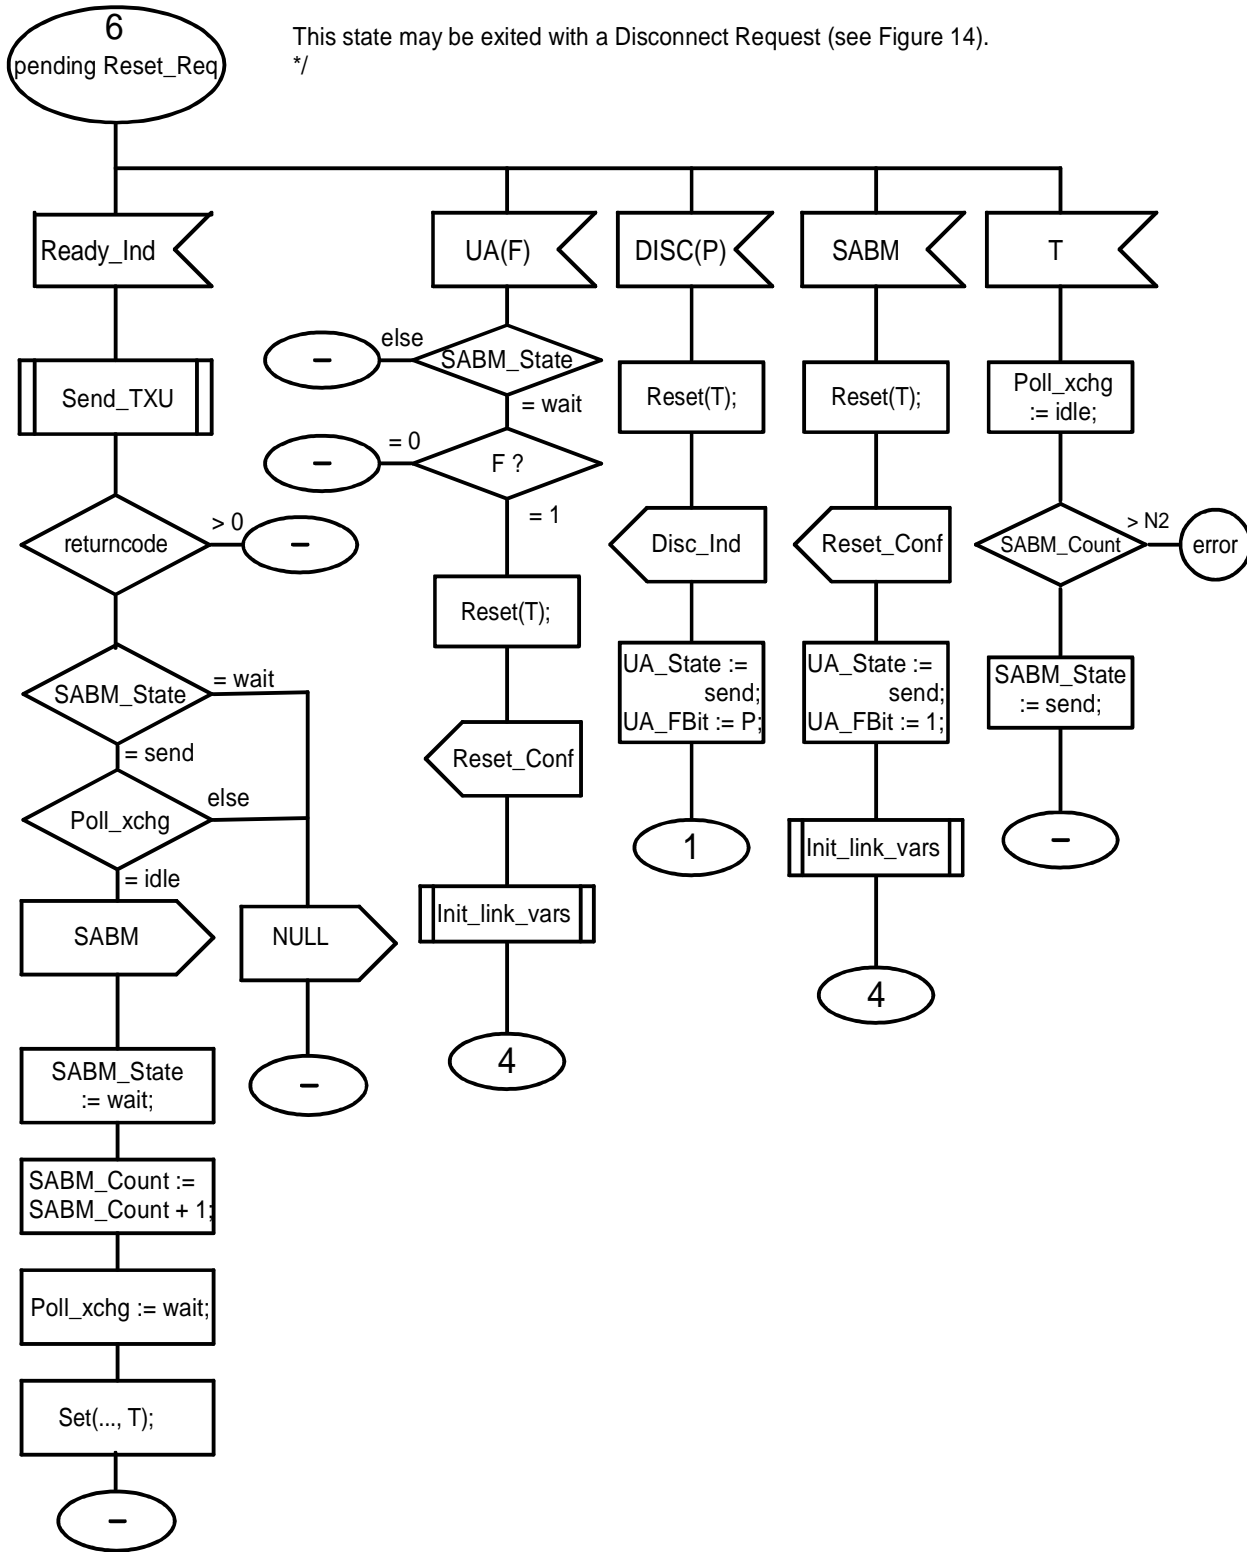 6
pending Reset_Req
This state may be exited with a Disconnect Request (see Figure 14).
*/
Ready_Ind
Send_TXU
returncode
> 0
–
SABM_State
= wait
= send
Poll_xchg
else
= idle
SABM
NULL
–
SABM_State
:= wait;
SABM_Count :=
SABM_Count + 1;
Poll_xchg := wait;
Set(..., T);
–
UA(F)
SABM_State
else
–
= wait
F ?
= 0
–
= 1
Reset(T);
Reset_Conf
Init_link_vars
4
DISC(P)
Reset(T);
Disc_Ind
UA_State :=
send;
UA_FBit := P;
1
SABM
Reset(T);
Reset_Conf
UA_State :=
send;
UA_FBit := 1;
Init_link_vars
4
T
Poll_xchg
:= idle;
SABM_Count
> N2
error
SABM_State
:= send;
–